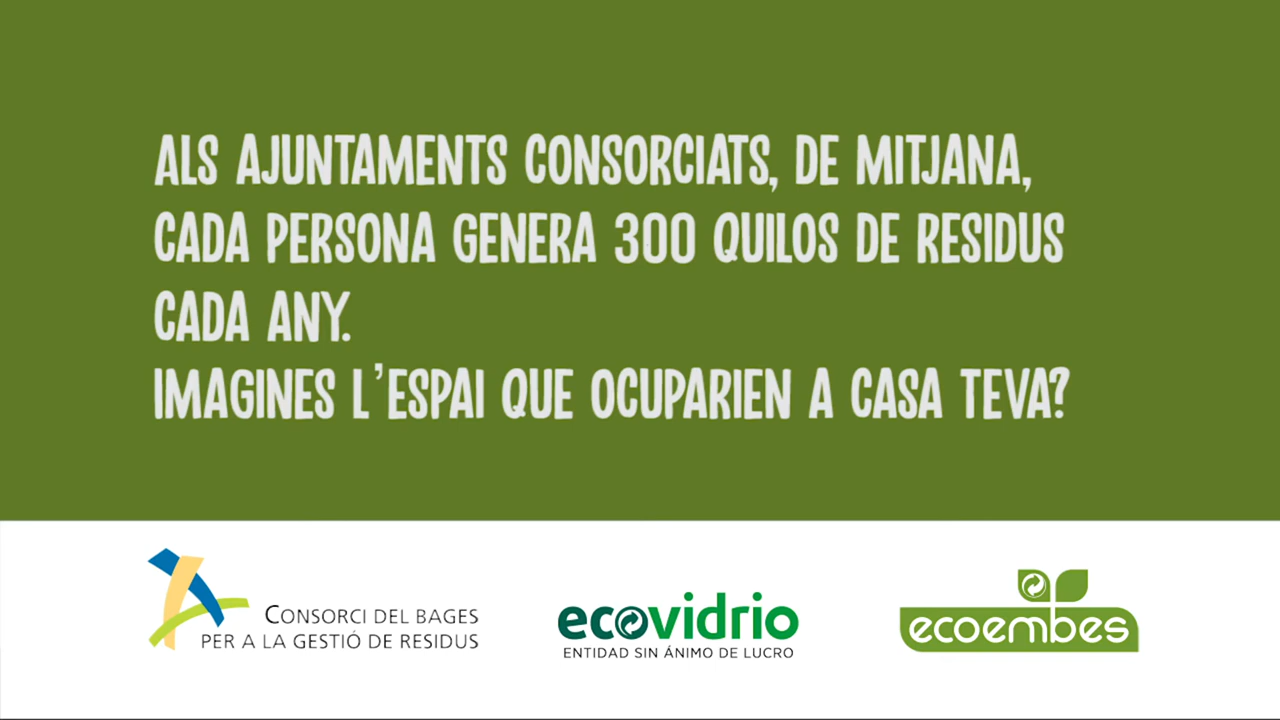 ALS AJUNTAMENTS CONSORCIATS, DE MITJANA,
CADA PERSONA GENERA 300 QUILOS DE RESIDUS
CADA ANY.
IMAGINES L'ESPAI QUE OCUPARIEN A CASA TEVA?
CONSORCI DEL BAGES
PER A LA GESTIÓ DE RESIDUS
ecovidrio
ENTIDAD SIN ÁNIMO DE LUCRO
ecoembes